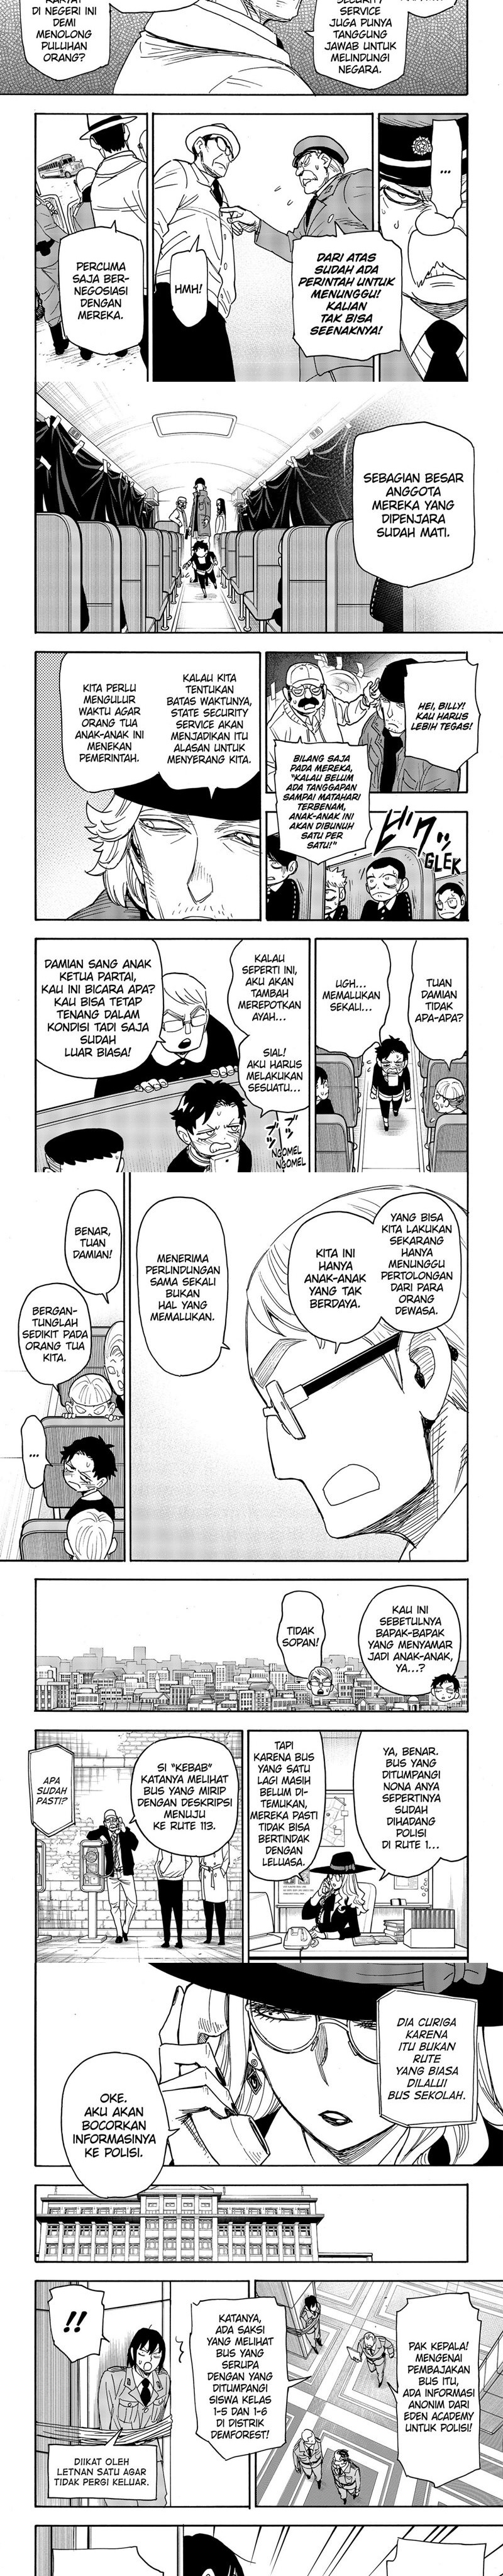 DI NEGERI INI
DEMI
MENOLONG
PULUHAN
ORANG?
SERVICE
JUGA PUNYA
TANGGUNG
JAWAB UNTUK
MELINDUNGI
NEGARA.
...
DARI ATAS
SUDAH ADA
PERINTAH UNTUK
MENUNGGU!
KALIAN
TAK BISA
SEENAKNYA!
HMH!
PERCUMA
SAJA BER-
NEGOSIASI
DENGAN
MEREKA.
SEBAGIAN BESAR
ANGGOTA
MEREKA YANG
DIPENJARA
SUDAH MATI.
HEI, BILLY!
KAU HARUS
LEBIH TEGAS!
BILANG SAJA
PADA MEREKA,
"KALAU BELUM
ADA TANGGAPAN
SAMPAI MATAHARI
TERBENAM,
ANAK-ANAK INI
AKAN DIBUNUH
SATU PER
SATU!"
KALAU KITA
TENTUKAN
BATAS WAKTUNYA,
STATE SECURITY
SERVICE AKAN
MENJADIKAN ITU
ALASAN UNTUK
MENYERANG KITA.
KITA PERLU
MENGULUR
WAKTU AGAR
ORANG TUA
ANAK-ANAK INI
MENEKAN
PEMERINTAH.
ビクッ
GLEK
TUAN
DAMIAN
TIDAK
APA-APA?
UGH...
MEMALUKAN
SEKALI...
KALAU
SEPERTI INI,
AKU AKAN
TAMBAH
MEREPOTKAN
AYAH...
SIAL!
AKU HARUS
MELAKUKAN
SESUATU...
ブツ
ブツ
NGOMEL
NGOMEL
DAMIAN SANG ANAK
KETUA PARTAI,
KAU INI BICARA APA?
KAU BISA TETAP
TENANG DALAM
KONDISI TADI SAJA
SUDAH
LUAR BIASA!
YANG BISA
KITA LAKUKAN
SEKARANG
HANYA
MENUNGGU
PERTOLONGAN
DARI PARA
ORANG
DEWASA.
KITA INI
HANYA
ANAK-ANAK
YANG TAK
BERDAYA.
MENERIMA
PERLINDUNGAN
SAMA SEKALI
BUKAN
HAL YANG
MEMALUKAN.
BENAR,
TUAN
DAMIAN!
BERGAN-
TUNGLAH
SEDIKIT PADA
ORANG TUA
KITA.
...
KAU INI
SEBETULNYA
BAPAK-BAPAK
YANG MENYAMAR
JADI ANAK-ANAK,
YA...?
TIDAK
SOPAN!
YA, BENAR.
BUS YANG
DITUMPANGI
NONA ANYA
SEPERTINYA
SUDAH
DIHADANG
POLISI
DI RUTE 1...
TAPI
KARENA BUS
YANG SATU
LAGI MASIH
BELUM DI-
TEMUKAN,
MEREKA PASTI
TIDAK BISA
BERTINDAK
DENGAN
LELUASA.
SI "KEBAB"
KATANYA MELIHAT
BUS YANG MIRIP
DENGAN DESKRIPSI
MENUJU
KE RUTE 113.
APA
SUDAH
PASTI?
DIA CURIGA
KARENA
ITU BUKAN
RUTE
YANG BIASA
DILALUI
BUS SEKOLAH.
OKE.
AKU AKAN
BOCORKAN
INFORMASINYA
KE POLISI.
PAK KEPALA!
MENGENAI
PEMBAJAKAN
BUS ITU,
ADA INFORMASI
ANONIM DARI
EDEN ACADEMY
UNTUK POLISI!
KATANYA,
ADA SAKSI
YANG MELIHAT
BUS YANG
SERUPA
DENGAN YANG
DITUMPANGI
SISWA KELAS
1-5 DAN 1-6
DI DISTRIK
DEMFOREST!
!!
DIIKAT OLEH
LETNAN SATU AGAR
TIDAK PERGI KELUAR.